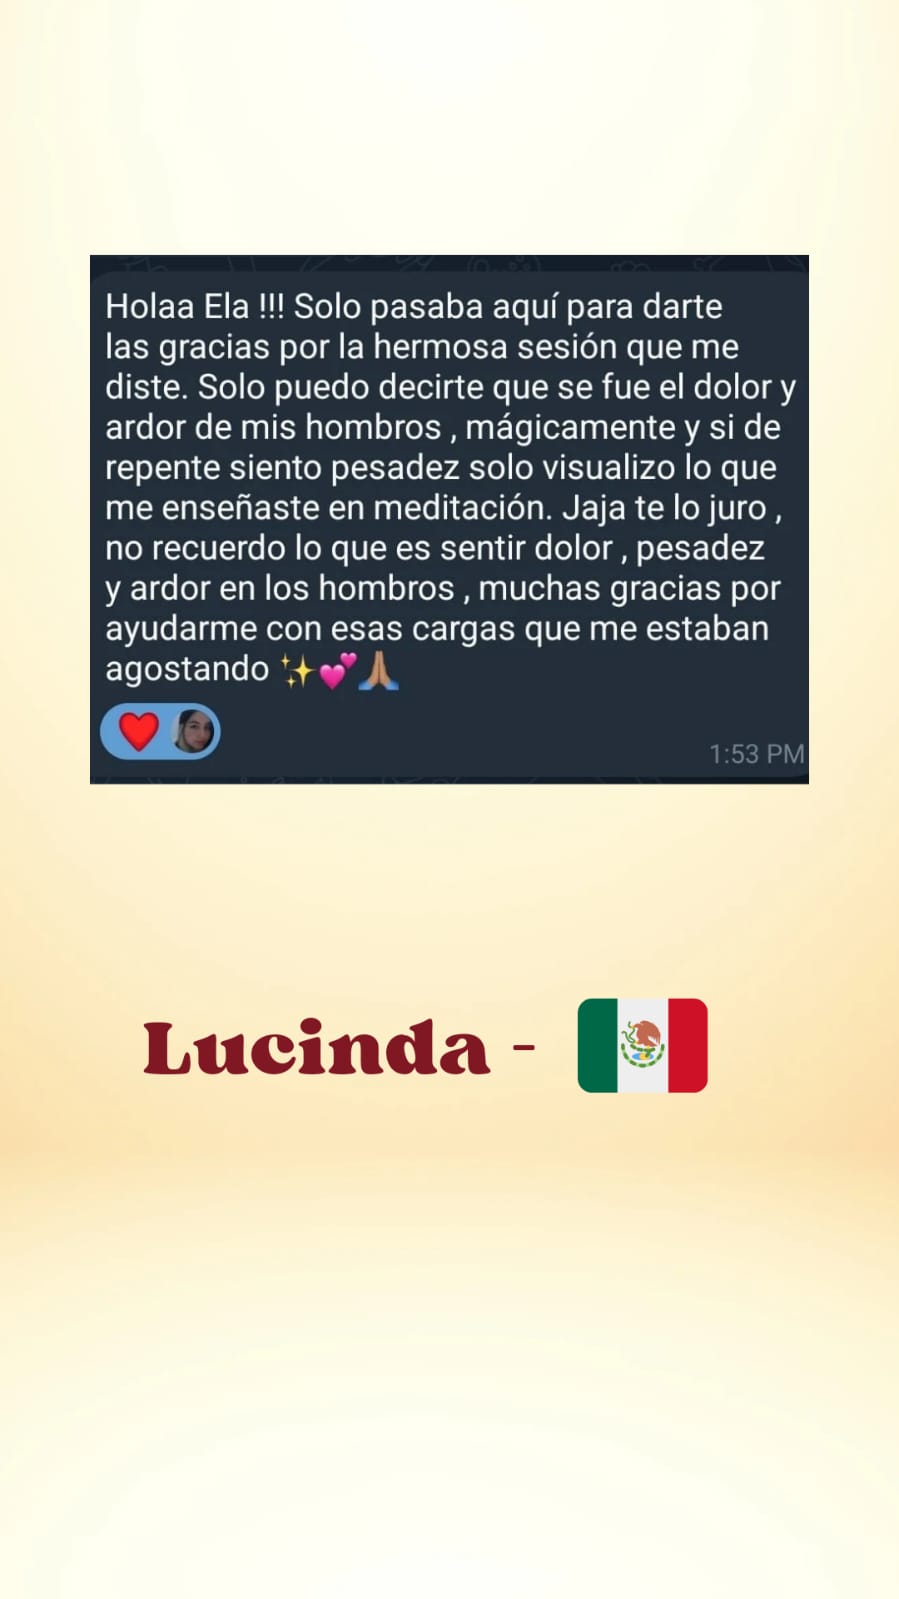 Holaa Ela !!! Solo pasaba aquí para darte
las gracias por la hermosa sesión que me
diste. Solo puedo decirte que se fue el dolor y
ardor de mis hombros , mágicamente y si de
repente siento pesadez solo visualizo lo que
me enseñaste en meditación. Jaja te lo juro ,
no recuerdo lo que es sentir dolor , pesadez
y ardor en los hombros , muchas gracias por
ayudarme con esas cargas que me estaban
agostando ✨💕🙏🏽
1:53 PM
Lucinda -